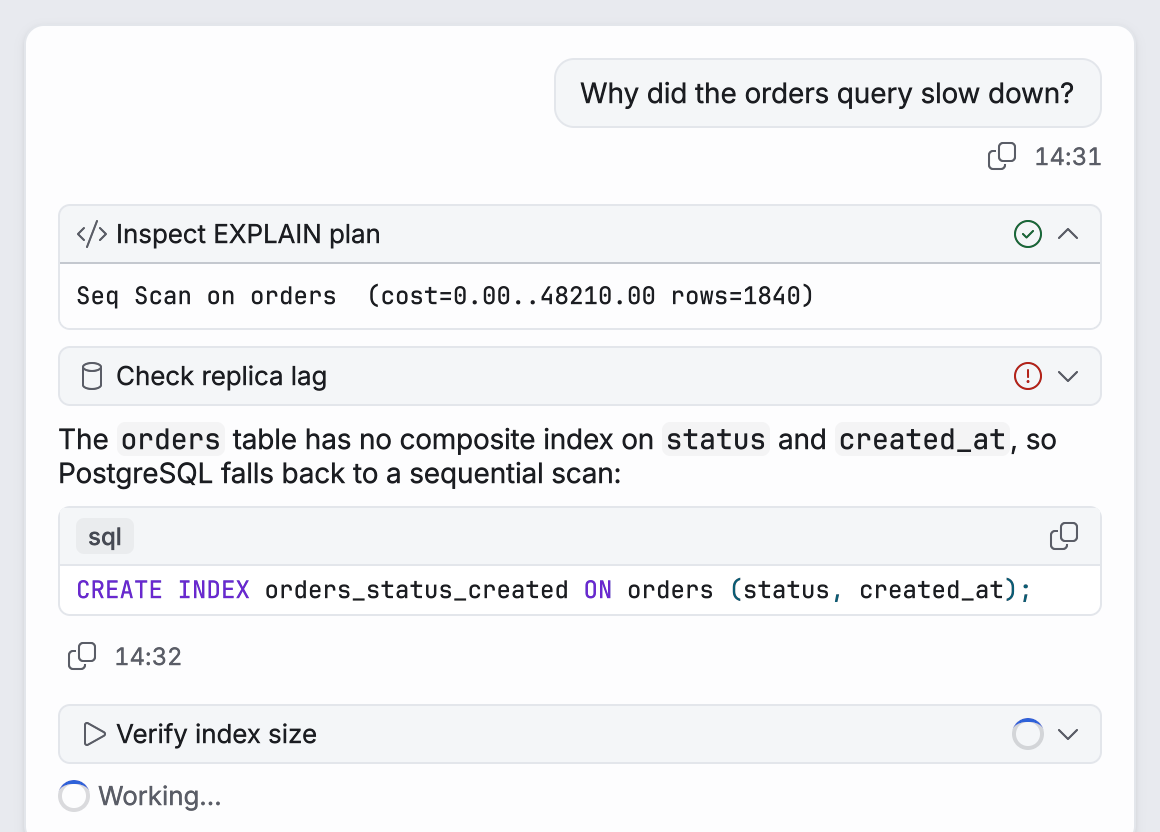 Why did the orders query slow down?
14:31
Inspect EXPLAIN plan
Seq Scan on orders  (cost=0.00..48210.00 rows=1840)
Check replica lag
The orders table has no composite index on status and created_at, so
PostgreSQL falls back to a sequential scan:
sql
CREATE INDEX orders_status_created ON orders (status, created_at);
14:32
Verify index size
Working...